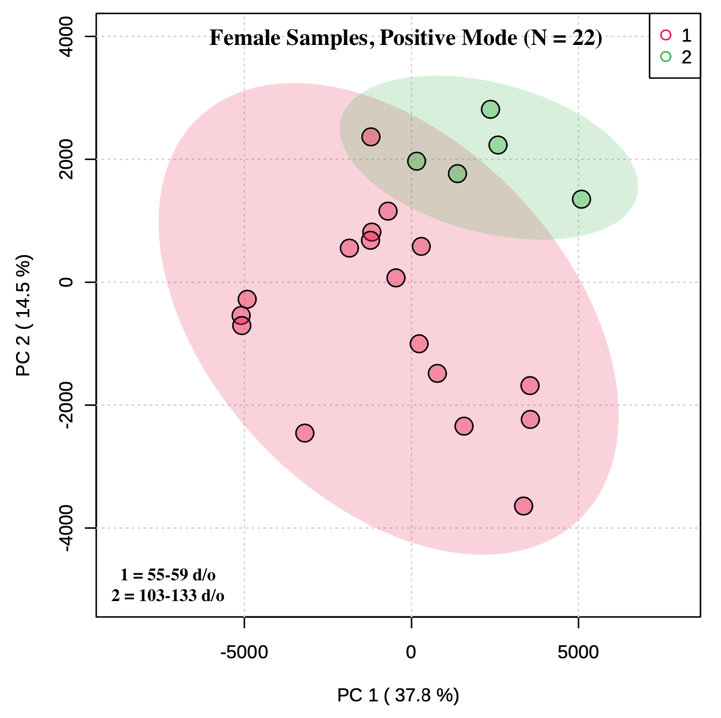 Female Samples, Positive Mode (N = 22)
1
2
4000
2000
0
-2000
-4000
PC 2 ( 14.5 %)
1 = 55-59 d/o
2 = 103-133 d/o
-5000 0 5000
PC 1 ( 37.8 %)